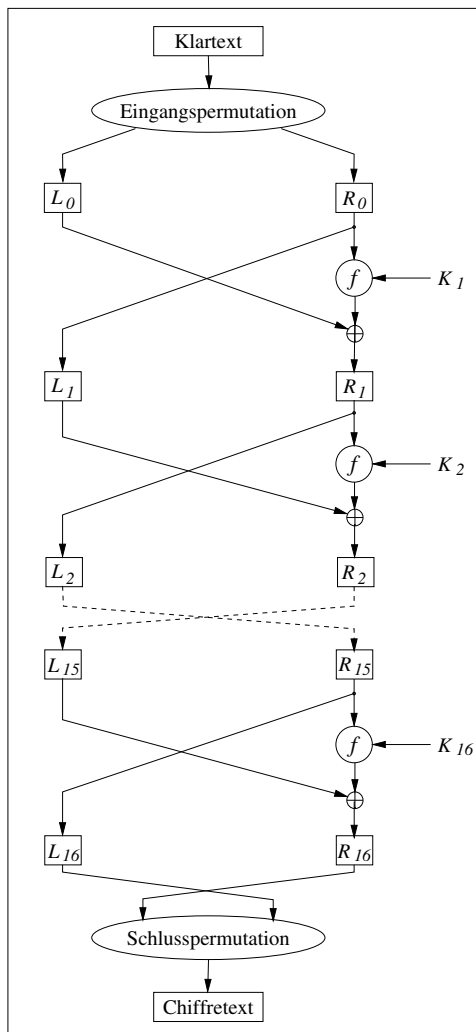 Klartext
Eingangspermutation
L0 R0
f K1
L1 R1
f K2
L2 R2
L15 R15
f K16
L16 R16
Schlusspermutation
Chiffretext